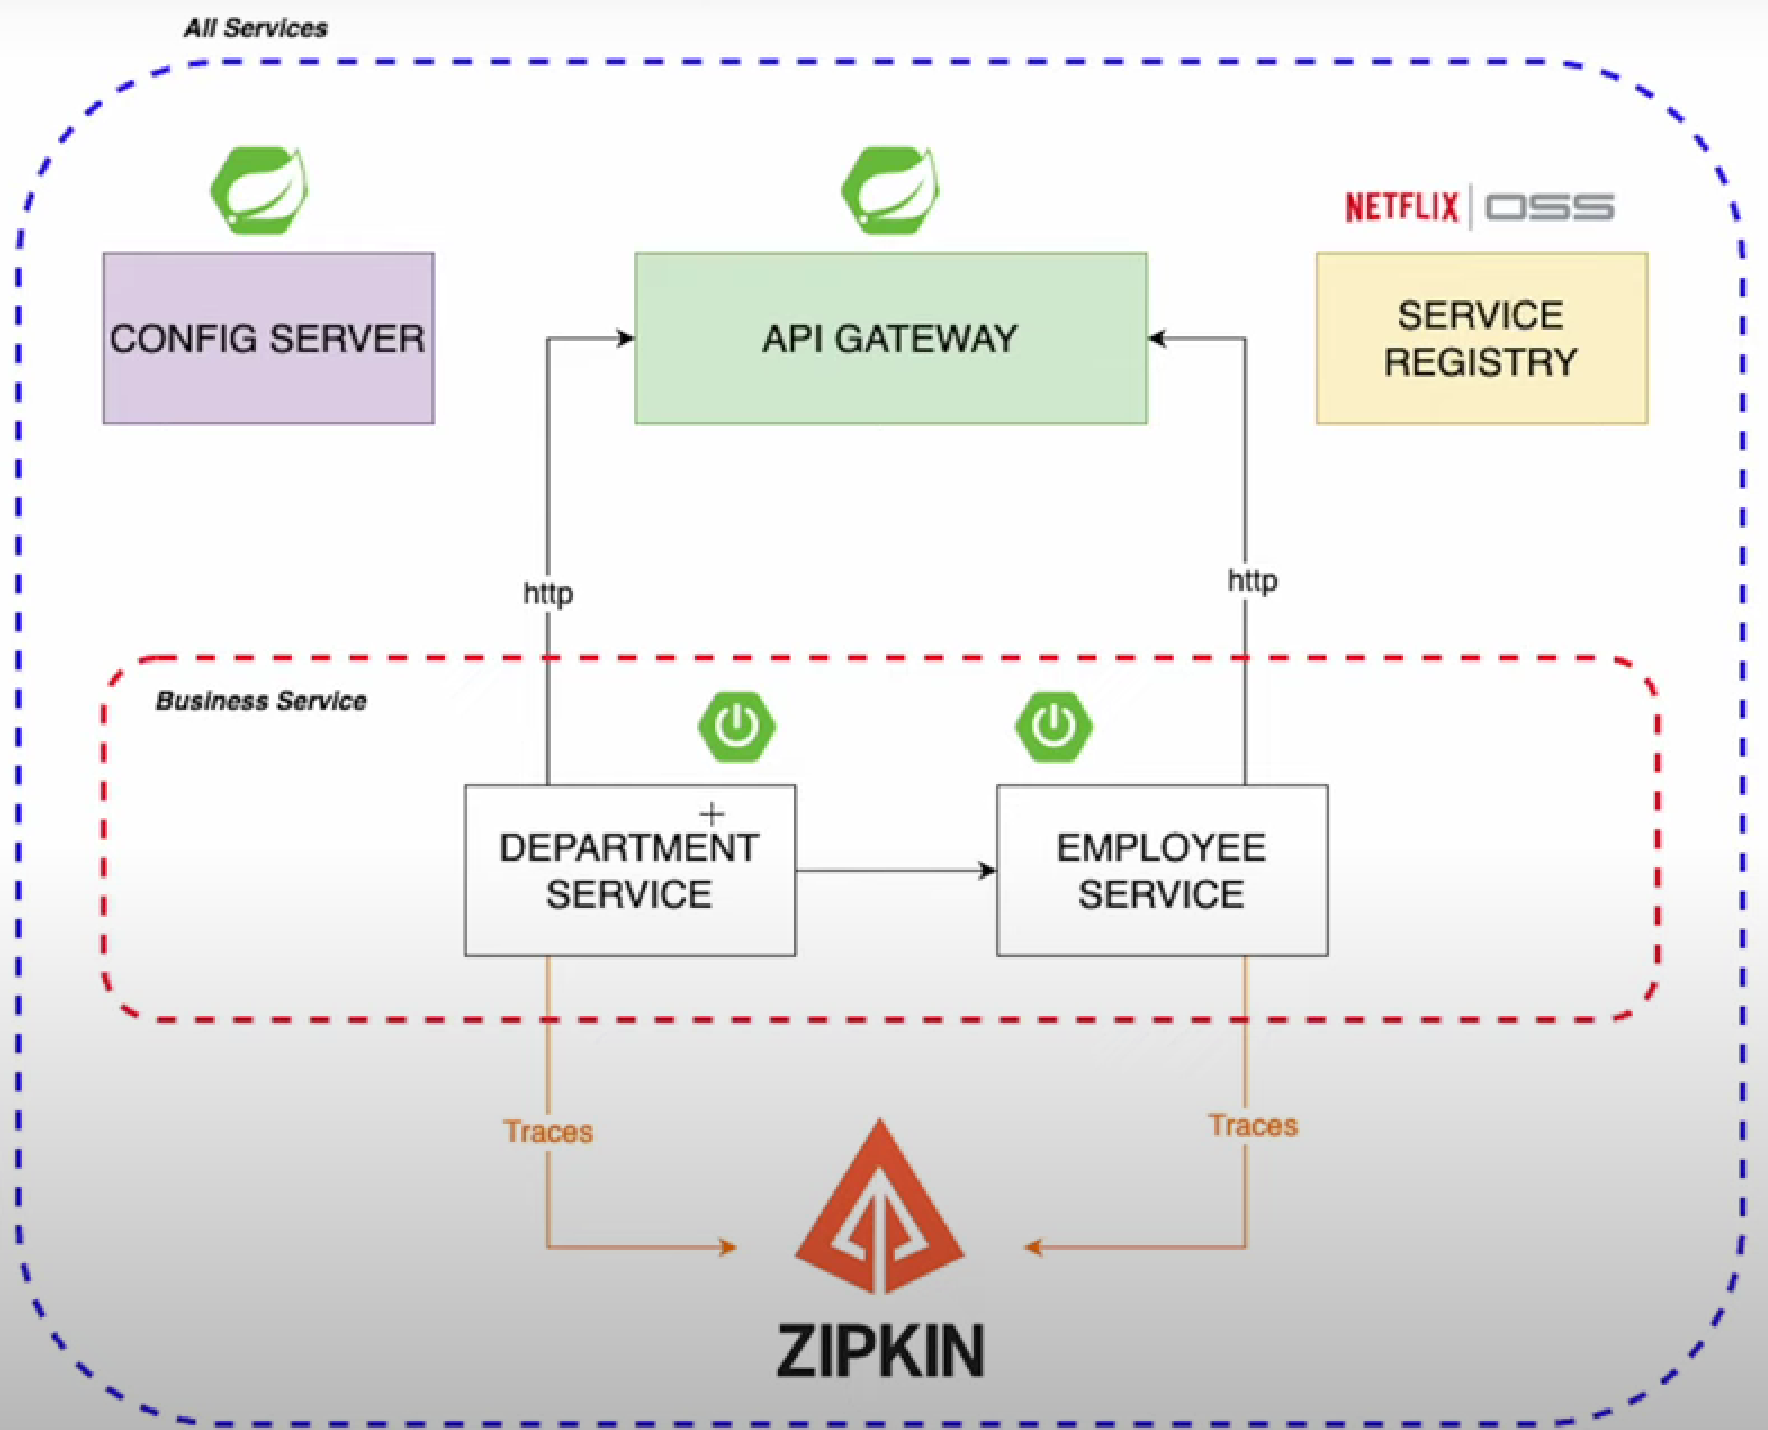 All Services
NETFLIX OSS
CONFIG SERVER
API GATEWAY
SERVICE
REGISTRY
http
http
Business Service
DEPARTMENT
SERVICE
EMPLOYEE
SERVICE
Traces
Traces
ZIPKIN